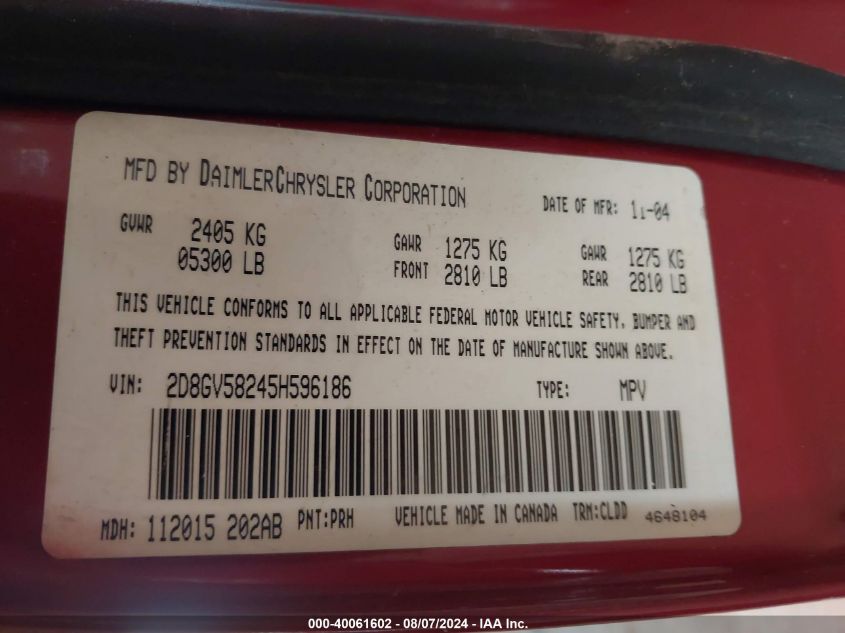 MFD BY DAIMLERCHRYSLER CORPORATION DATE OF MFR: 11-04
GVWR 2405 KG GAWR 1275 KG GAWR 1275 KG
05300 LB FRONT 2810 LB REAR 2810 LB
THIS VEHICLE CONFORMS TO ALL APPLICABLE FEDERAL MOTOR VEHICLE SAFETY, BUMPER AND
THEFT PREVENTION STANDARDS IN EFFECT ON THE DATE OF MANUFACTURE SHOWN ABOVE.
VIN: 2D8GV58245H596186 TYPE: MPV
MDH: 112015 202AB PNT:PRH VEHICLE MADE IN CANADA TRM:CLDD 4648104
000-40061602 - 08/07/2024 - IAA Inc.